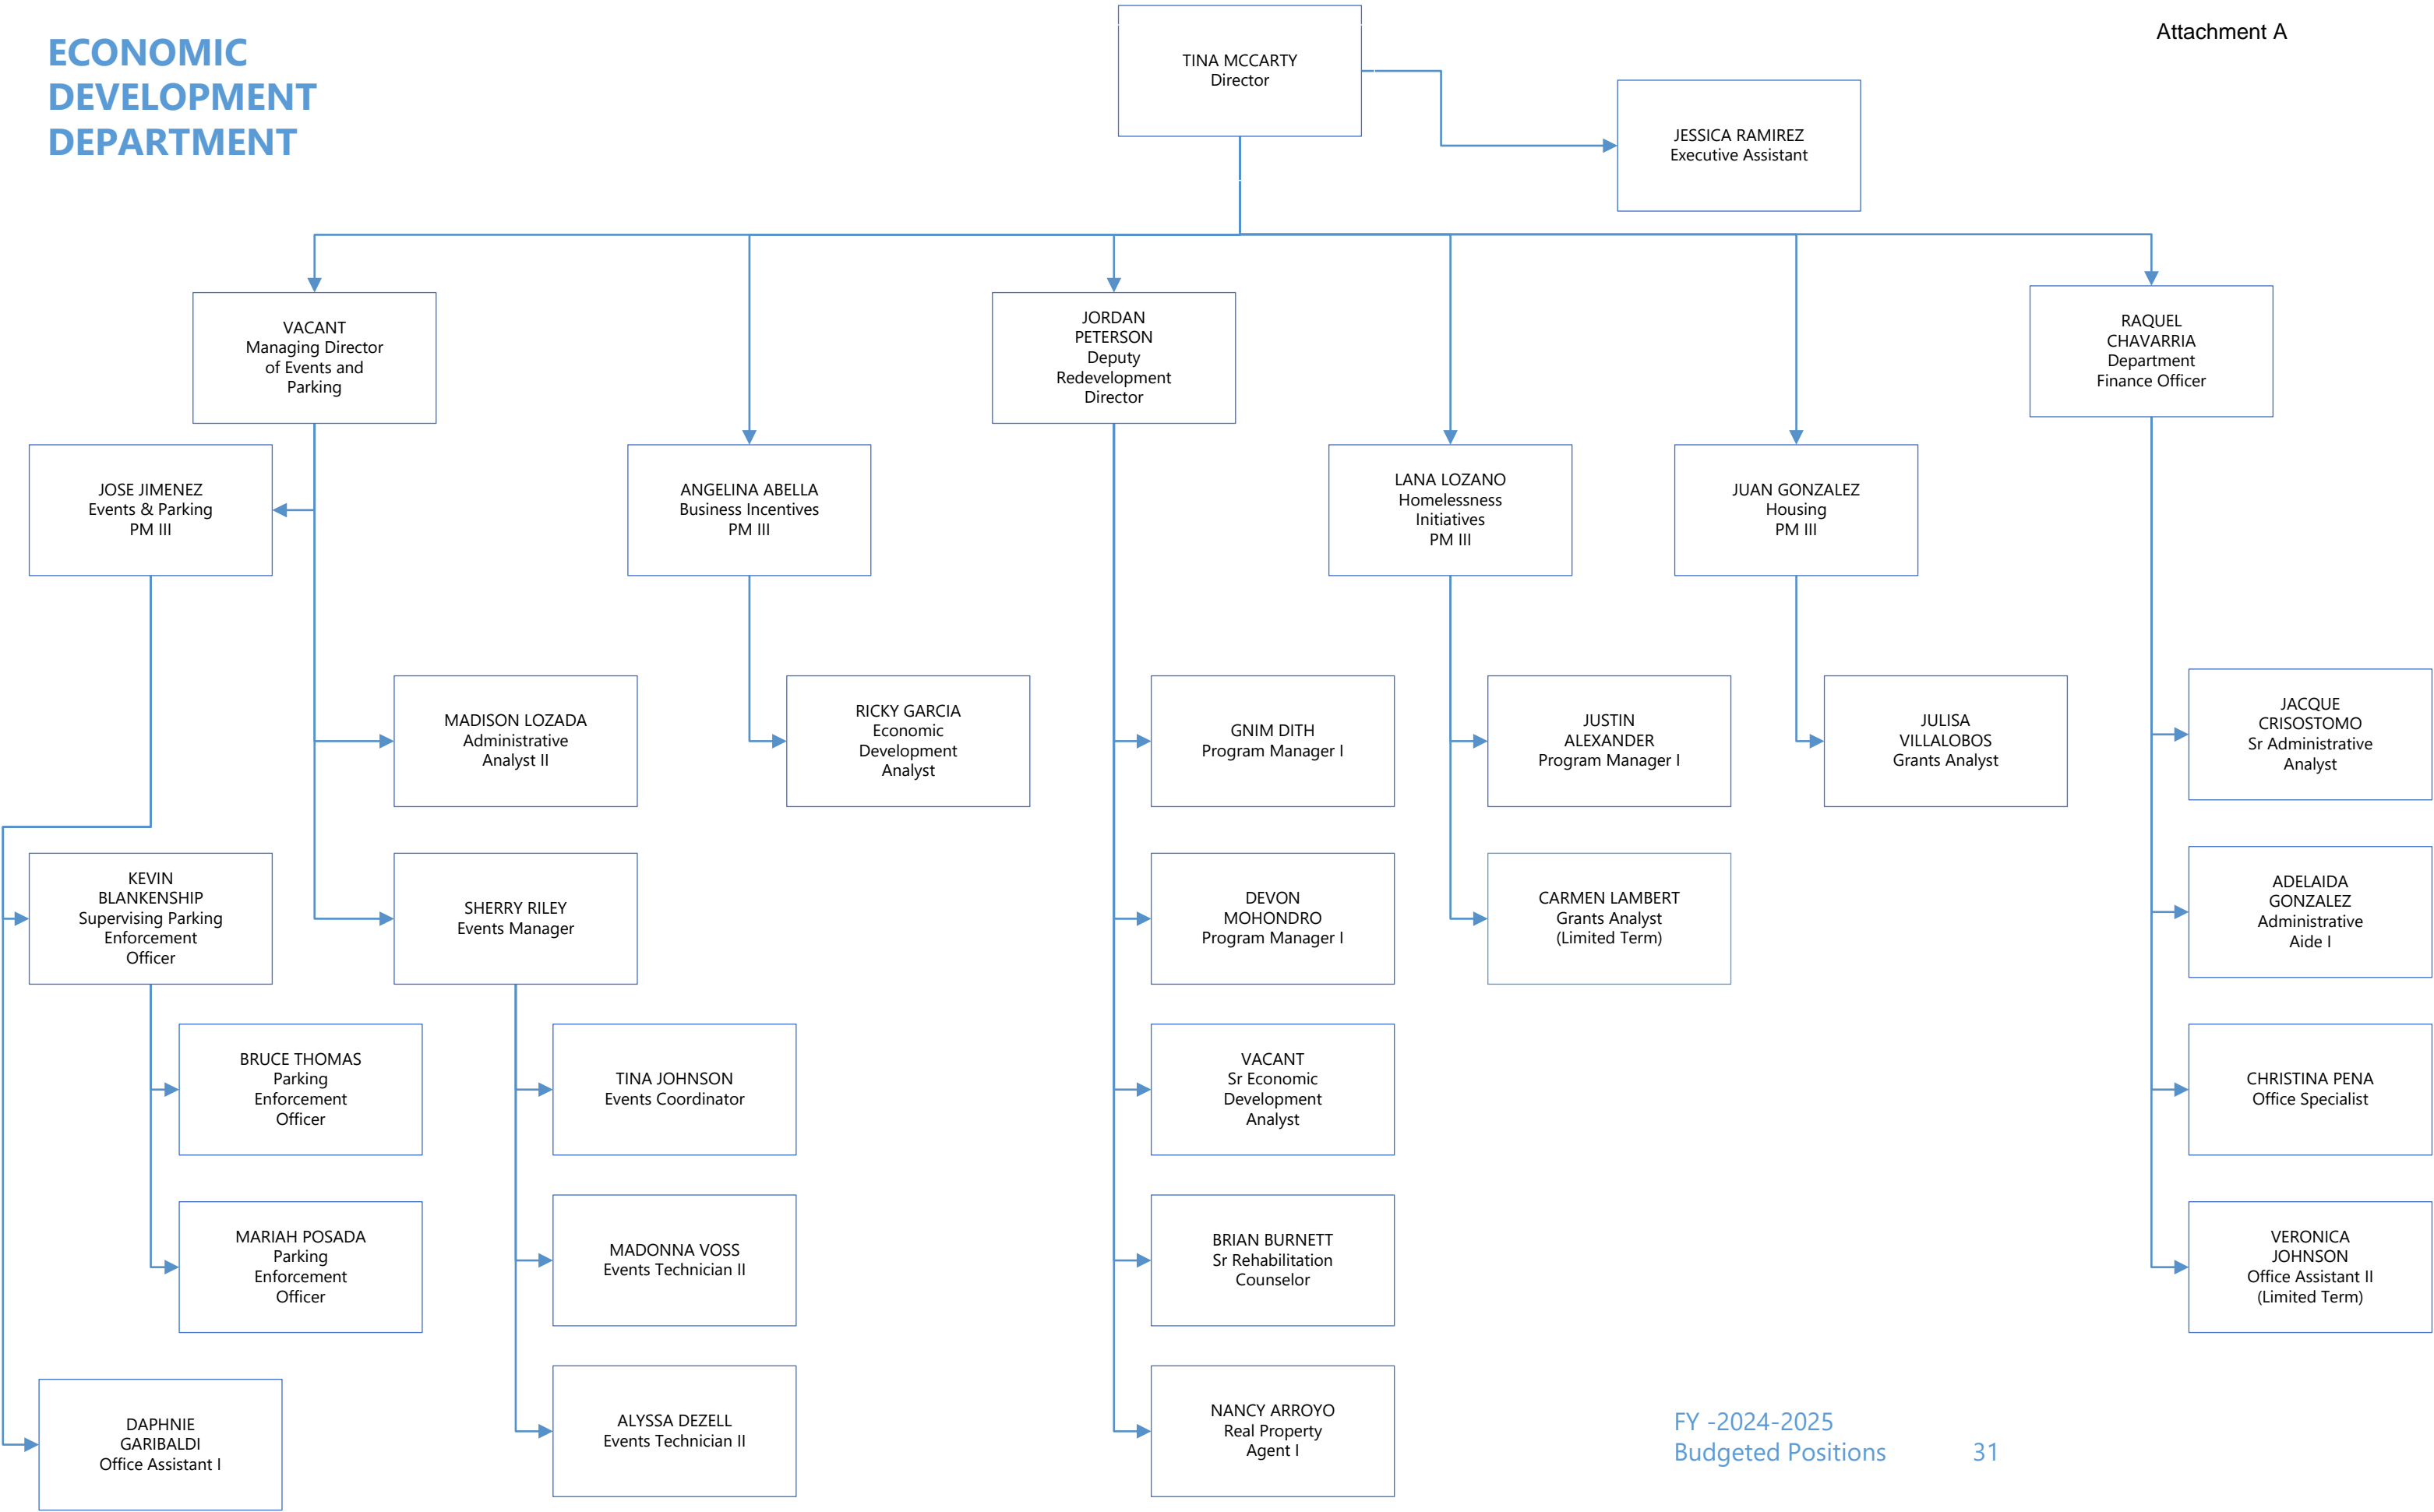 Attachment A
ECONOMIC
DEVELOPMENT
DEPARTMENT
TINA MCCARTY
Director
JESSICA RAMIREZ
Executive Assistant
VACANT
Managing Director
of Events and
Parking
JORDAN
PETERSON
Deputy
Redevelopment
Director
RAQUEL
CHAVARRIA
Department
Finance Officer
JOSE JIMENEZ
Events & Parking
PM III
ANGELINA ABELLA
Business Incentives
PM III
LANA LOZANO
Homelessness
Initiatives
PM III
JUAN GONZALEZ
Housing
PM III
MADISON LOZADA
Administrative
Analyst II
RICKY GARCIA
Economic
Development
Analyst
GNIM DITH
Program Manager I
JUSTIN
ALEXANDER
Program Manager I
JULISA
VILLALOBOS
Grants Analyst
JACQUE
CRISOSTOMO
Sr Administrative
Analyst
KEVIN
BLANKENSHIP
Supervising Parking
Enforcement
Officer
SHERRY RILEY
Events Manager
DEVON
MOHONDRO
Program Manager I
CARMEN LAMBERT
Grants Analyst
(Limited Term)
ADELAIDA
GONZALEZ
Administrative
Aide I
BRUCE THOMAS
Parking
Enforcement
Officer
TINA JOHNSON
Events Coordinator
VACANT
Sr Economic
Development
Analyst
CHRISTINA PENA
Office Specialist
MARIAH POSADA
Parking
Enforcement
Officer
MADONNA VOSS
Events Technician II
BRIAN BURNETT
Sr Rehabilitation
Counselor
VERONICA
JOHNSON
Office Assistant II
(Limited Term)
DAPHNIE
GARIBALDI
Office Assistant I
ALYSSA DEZELL
Events Technician II
NANCY ARROYO
Real Property
Agent I
FY -2024-2025
Budgeted Positions 31